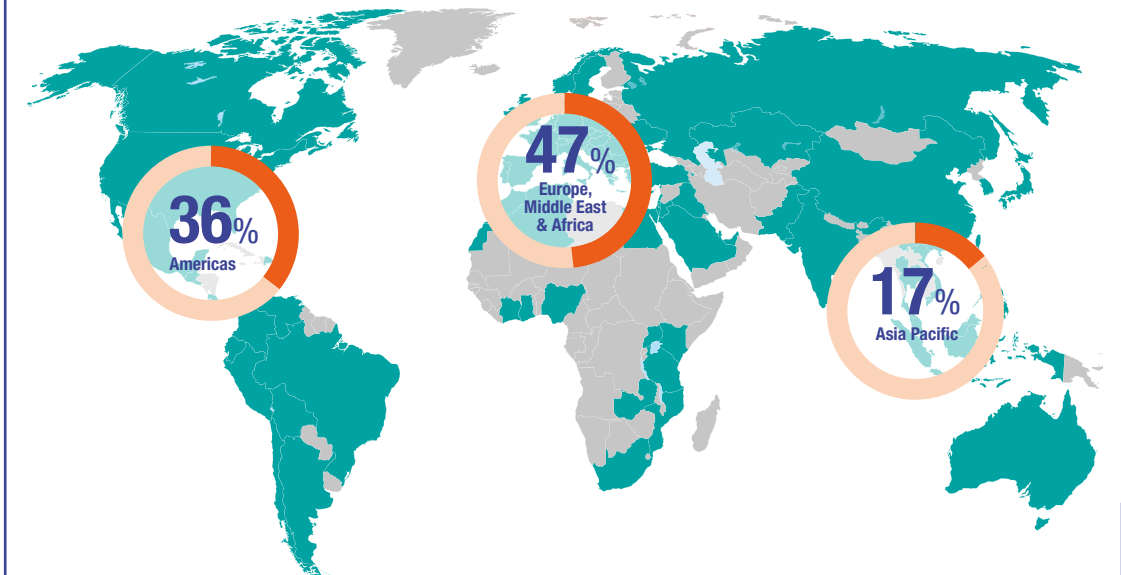 36%
Americas
47%
Europe,
Middle East
& Africa
17%
Asia Pacific